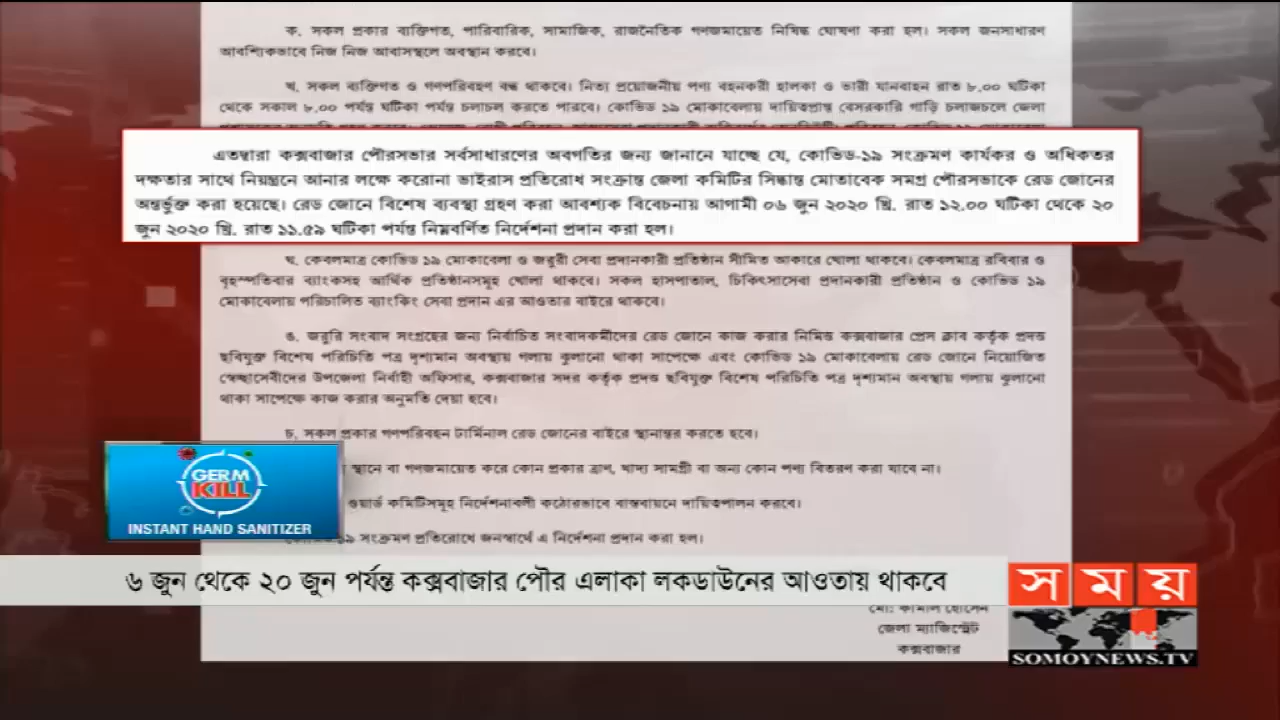 ক. সকল প্রকার ব্যক্তিগত, পারিবারিক, সামাজিক, রাজনৈতিক গণজমায়েত নিষিদ্ধ ঘোষণা করা হল। সকল জনসাধারণ
আবশ্যিকভাবে নিজ নিজ আবাসস্থলে অবস্থান করবে।
খ. সকল ব্যক্তিগত ও গণপরিবহণ বন্ধ থাকবে। নিত্য প্রয়োজনীয় পণ্য বহনকারী হালকা ও ভারী যানবাহন রাত ৮.০০ ঘটিকা
থেকে সকাল ৮.০০ পর্যন্ত ঘটিকা পর্যন্ত চলাচল করতে পারবে। কোভিড ১৯ মোকাবেলায় দায়িত্বপ্রাপ্ত বেসরকারি গাড়ি চলাজচলে জেলা
এতদ্বারা কক্সবাজার পৌরসভার সর্বসাধারণের অবগতির জন্য জানানে যাচ্ছে যে, কোভিড-১৯ সংক্রমণ কার্যকর ও অধিকতর
দক্ষতার সাথে নিয়ন্ত্রনে আনার লক্ষে করোনা ভাইরাস প্রতিরোধ সংক্রান্ত জেলা কমিটির সিদ্ধান্ত মোতাবেক সমগ্র পৌরসভাকে রেড জোনের
অন্তর্ভুক্ত করা হয়েছে। রেড জোনে বিশেষ ব্যবস্থা গ্রহণ করা আবশ্যক বিবেচনায় আগামী ০৬ জুন ২০২০ খ্রি. রাত ১২.০০ ঘটিকা থেকে ২০
জুন ২০২০ খ্রি. রাত ১১.৫৯ ঘটিকা পর্যন্ত নিম্নবর্ণিত নির্দেশনা প্রদান করা হল।
ঘ. কেবলমাত্র কোভিড ১৯ মোকাবেলা ও জরুরী সেবা প্রদানকারী প্রতিষ্ঠান সীমিত আকারে খোলা থাকবে। কেবলমাত্র রবিবার ও
বৃহস্পতিবার ব্যাংকসহ আর্থিক প্রতিষ্ঠানসমূহ খোলা থাকবে। সকল হাসপাতাল, চিকিৎসাসেবা প্রদানকারী প্রতিষ্ঠান ও কোভিড ১৯
মোকাবেলায় পরিচালিত ব্যাংকিং সেবা প্রদান এর আওতার বাইরে থাকবে।
ঙ. জরুরি সংবাদ সংগ্রহের জন্য নির্বাচিত সংবাদকর্মীদের রেড জোনে কাজ করার নিমিত্ত কক্সবাজার প্রেস ক্লাব কর্তৃক প্রদত্ত
ছবিযুক্ত বিশেষ পরিচিতি পত্র দৃশ্যমান অবস্থায় গলায় ঝুলানো থাকা সাপেক্ষে এবং কোভিড ১৯ মোকাবেলায় রেড জোনে নিয়োজিত
স্বেচ্ছাসেবীদের উপজেলা নির্বাহী অফিসার, কক্সবাজার সদর কর্তৃক প্রদত্ত ছবিযুক্ত বিশেষ পরিচিতি পত্র দৃশ্যমান অবস্থায় গলায় ঝুলানো
থাকা সাপেক্ষে কাজ করার অনুমতি দেয়া হবে।
চ. সকল প্রকার গণপরিবহন টার্মিনাল রেড জোনের বাইরে স্থানান্তর করতে হবে।
স্থানে বা গণজমায়েত করে কোন প্রকার ত্রাণ, খাদ্য সামগ্রী বা অন্য কোন পণ্য বিতরণ করা যাবে না।
ওয়ার্ড কমিটিসমূহ নির্দেশনাবলী কঠোরভাবে বাস্তবায়নে দায়িত্বপালন করবে।
GERM
KILL
INSTANT HAND SANITIZER
সংক্রমণ প্রতিরোধে জনস্বার্থে এ নির্দেশনা প্রদান করা হল।
৬ জুন থেকে ২০ জুন পর্যন্ত কক্সবাজার পৌর এলাকা লকডাউনের আওতায় থাকবে
সময়
মো: কামাল হোসেন
জেলা ম্যাজিস্ট্রেট
কক্সবাজার
SOMOYNEWS.TV